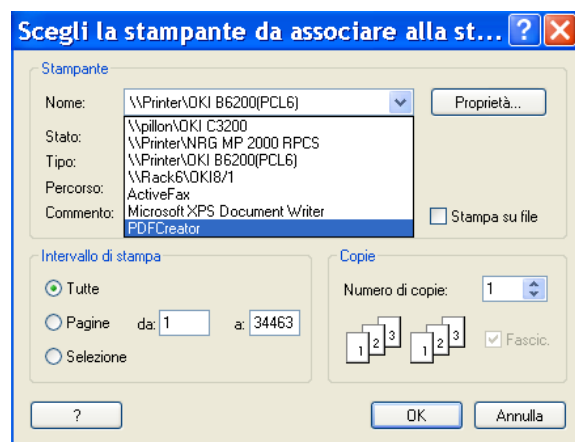 Scegli la stampante da associare alla st... ?
Stampante
Nome: \\Printer\OKI B6200(PCL6) Proprietà...
\\pillon\OKI C3200
Stato: \\Printer\NRG MP 2000 RPCS
Tipo: \\Printer\OKI B6200(PCL6)
\\Rack6\OKI8/1
Percorso: ActiveFax
Commento: Microsoft XPS Document Writer Stampa su file
PDFCreator
Intervallo di stampa Copie
Tutte Numero di copie: 1
Pagine da: 1 a: 34463
1 2 3 1 2 3 Fascic.
Selezione
? OK Annulla